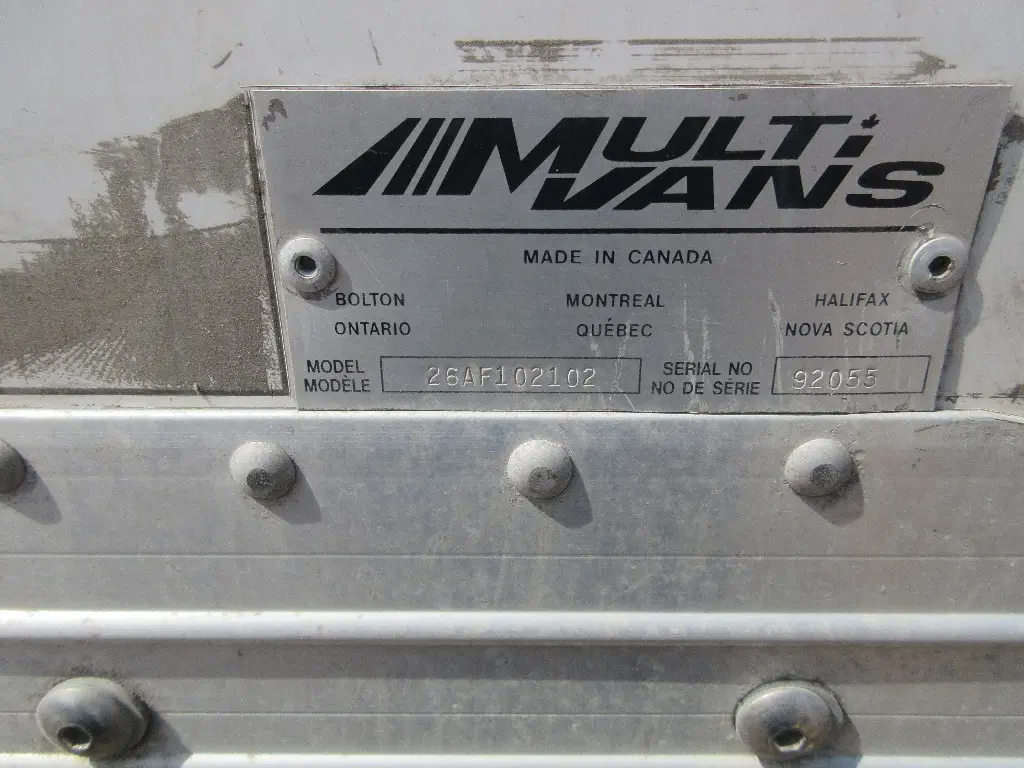 MULTi
VANS
MADE IN CANADA
BOLTON MONTREAL HALIFAX
ONTARIO QUÉBEC NOVA SCOTIA
MODEL SERIAL NO
MODÈLE 26AF102102 NO DE SÉRIE 92055